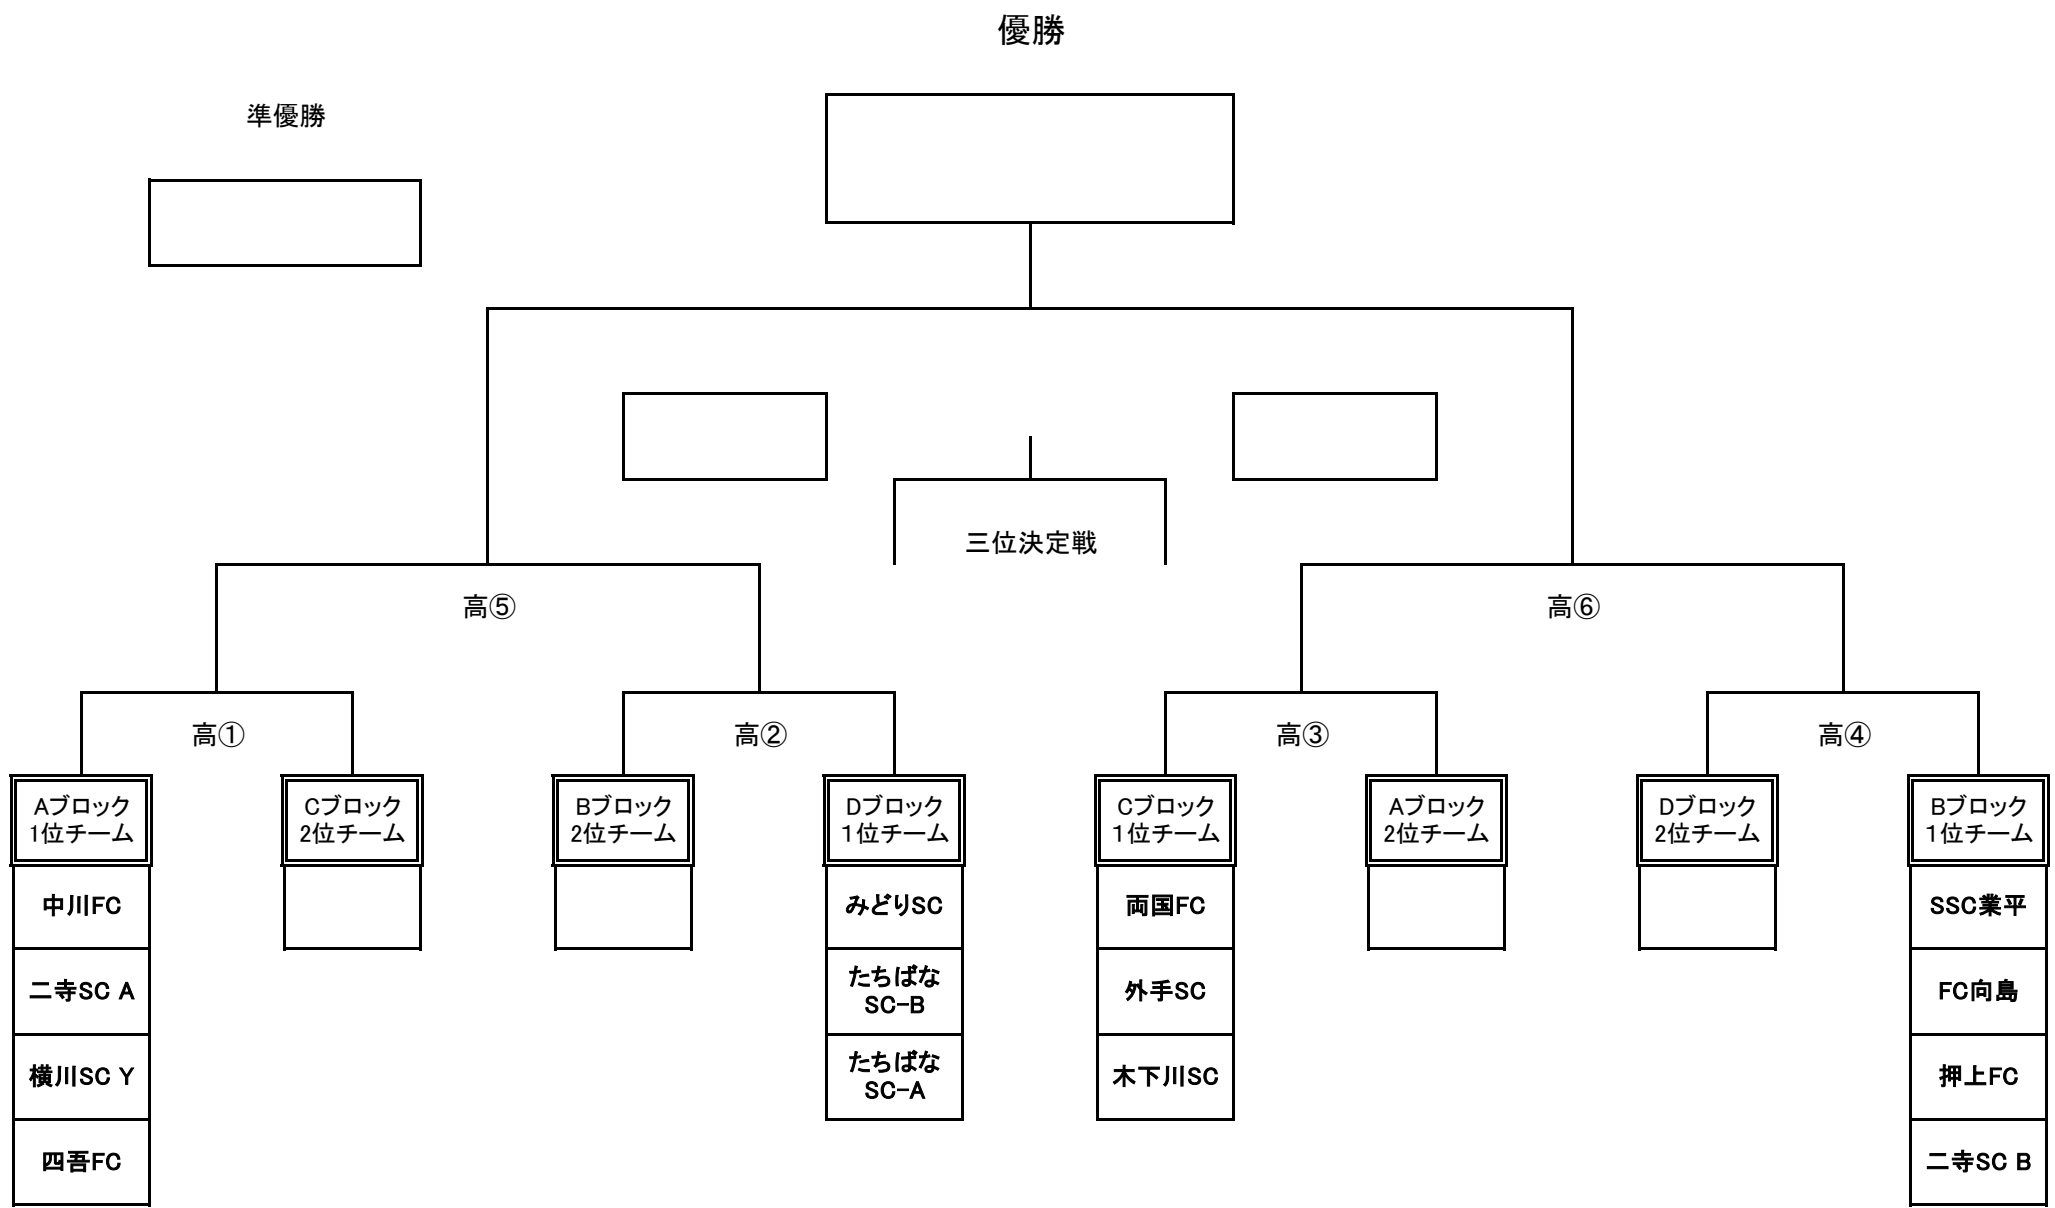 優勝
準優勝
三位決定戦
高⑤
高⑥
高①
高②
高③
高④
Aブロック
1位チーム
Cブロック
2位チーム
Bブロック
2位チーム
Dブロック
１位チーム
Cブロック
１位チーム
Aブロック
2位チーム
Dブロック
2位チーム
Bブロック
１位チーム
中川FC
みどりSC
両国FC
SSC業平
二寺SC A
たちばな
SC-B
外手SC
FC向島
横川SC Y
たちばな
SC-A
木下川SC
押上FC
四吾FC
二寺SC B